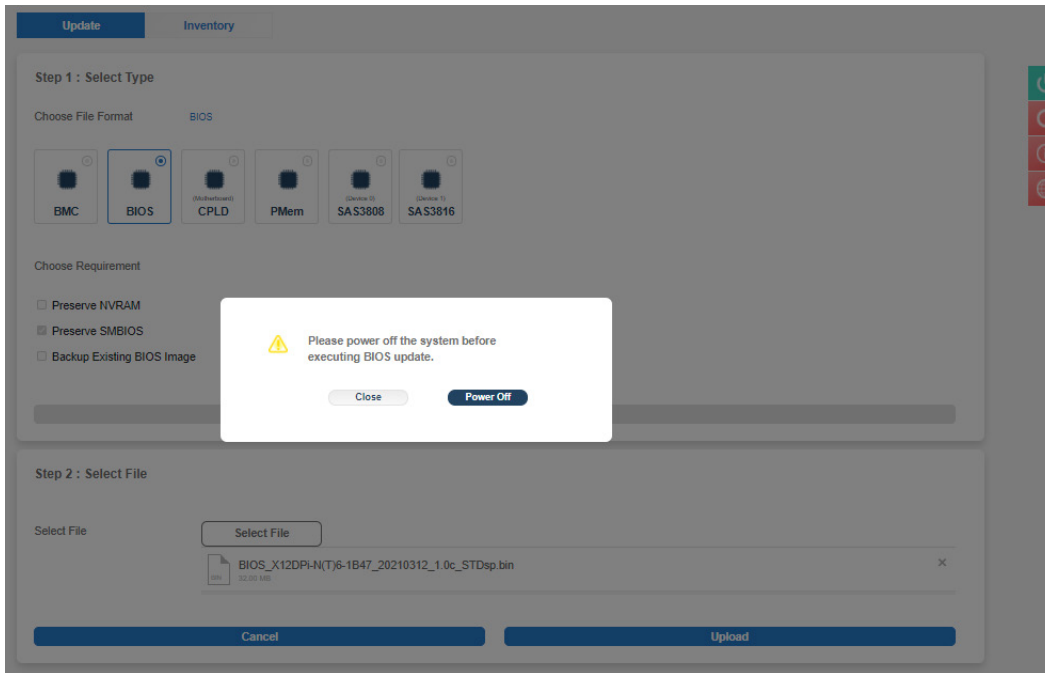 Update Inventory
Step 1 : Select Type
Choose File Format BIOS
BMC
BIOS
(Motherboard)
CPLD
PMem
(Device 0)
SAS3808
(Device 1)
SAS3816
Choose Requirement
Preserve NVRAM
Preserve SMBIOS
Backup Existing BIOS Image
Please power off the system before
executing BIOS update.
Close Power Off
Step 2 : Select File
Select File Select File
BIOS_X12DPi-N(T)6-1B47_20210312_1.0c_STDsp.bin
32.00 MB
Cancel Upload